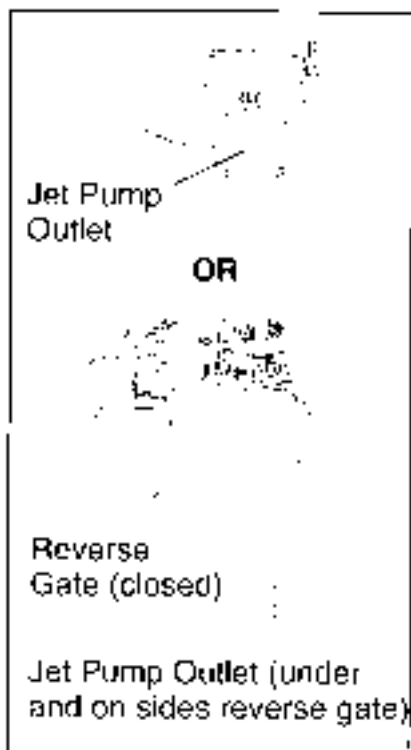 Jet Pump
Outlet
OR
Reverse
Gate (closed)
Jet Pump Outlet (under
and on sides reverse gate)